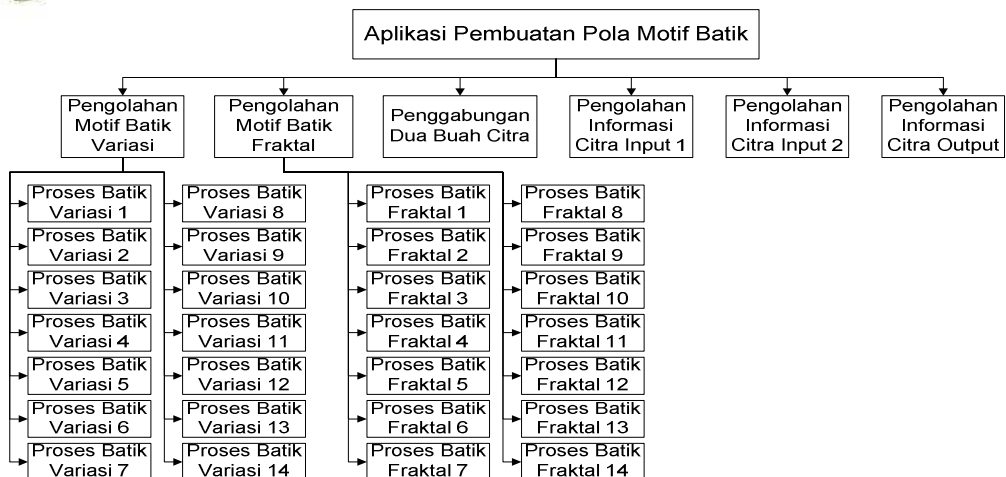 Aplikasi Pembuatan Pola Motif Batik
Pengolahan
Motif Batik
Variasi
Pengolahan
Motif Batik
Fraktal
Penggabungan
Dua Buah Citra
Pengolahan
Informasi
Citra Input 1
Pengolahan
Informasi
Citra Input 2
Pengolahan
Informasi
Citra Output
Proses Batik
Variasi 1
Proses Batik
Variasi 2
Proses Batik
Variasi 3
Proses Batik
Variasi 4
Proses Batik
Variasi 5
Proses Batik
Variasi 6
Proses Batik
Variasi 7
Proses Batik
Variasi 8
Proses Batik
Variasi 9
Proses Batik
Variasi 10
Proses Batik
Variasi 11
Proses Batik
Variasi 12
Proses Batik
Variasi 13
Proses Batik
Variasi 14
Proses Batik
Fraktal 1
Proses Batik
Fraktal 2
Proses Batik
Fraktal 3
Proses Batik
Fraktal 4
Proses Batik
Fraktal 5
Proses Batik
Fraktal 6
Proses Batik
Fraktal 7
Proses Batik
Fraktal 8
Proses Batik
Fraktal 9
Proses Batik
Fraktal 10
Proses Batik
Fraktal 11
Proses Batik
Fraktal 12
Proses Batik
Fraktal 13
Proses Batik
Fraktal 14